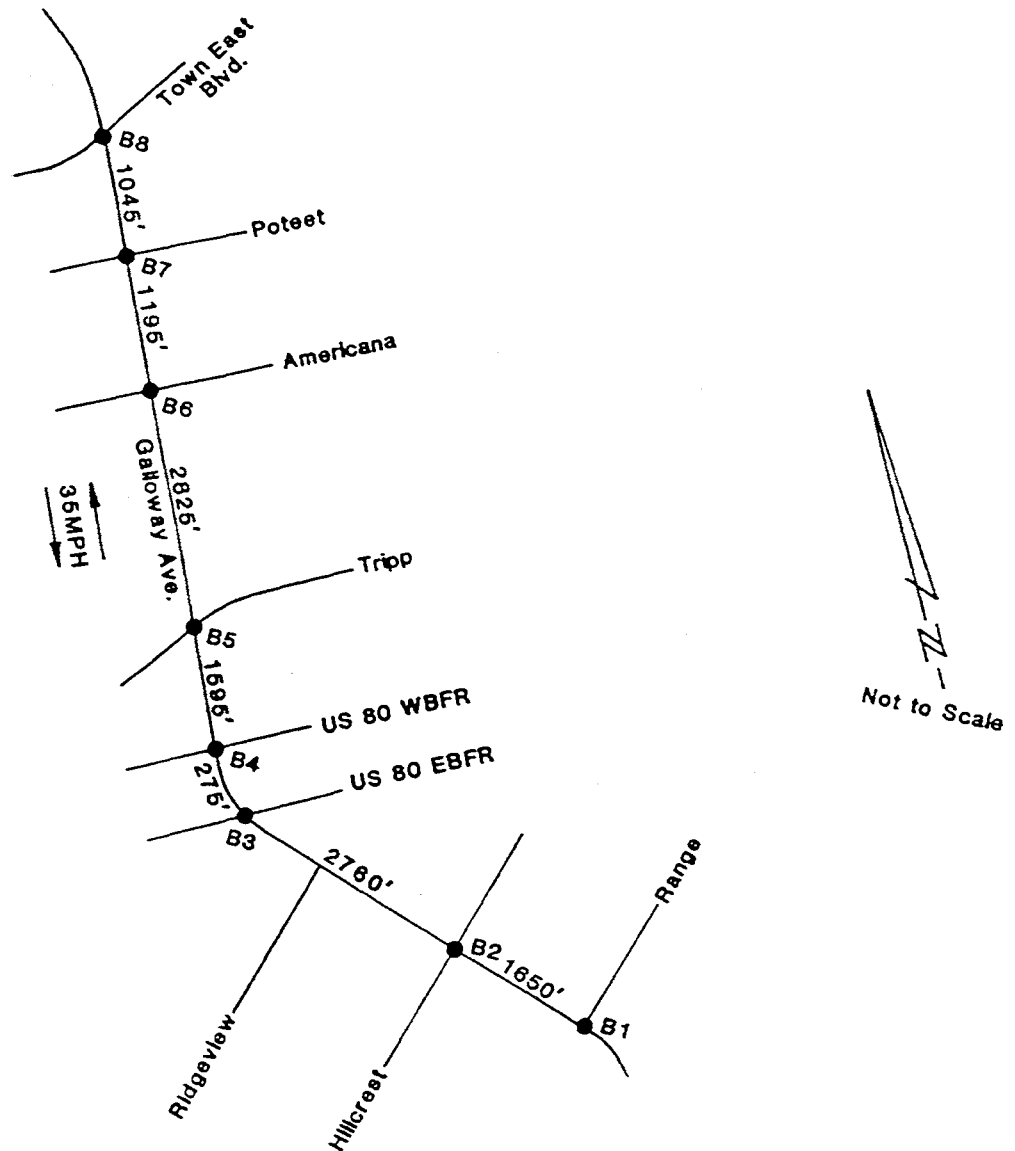 Town East
Blvd.
B8
1045'
Poteet
B7
1195'
Americana
B6
Galloway Ave.
2825'
35MPH
Tripp
B5
1595'
US 80 WBFR
B4
275'
US 80 EBFR
B3
2760'
Range
B2
1650'
B1
Ridgeview
Hillcrest
N
Not to Scale